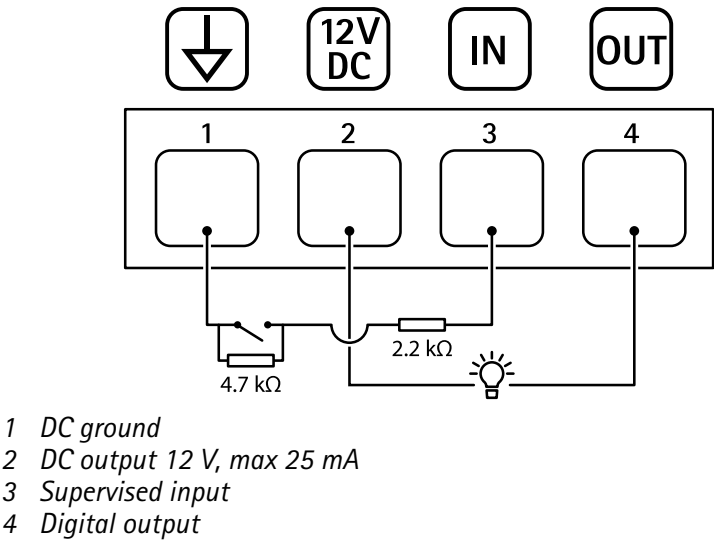 12V
DC
IN
OUT
1 2 3 4
2.2 kΩ
4.7 kΩ
1 DC ground
2 DC output 12 V, max 25 mA
3 Supervised input
4 Digital output